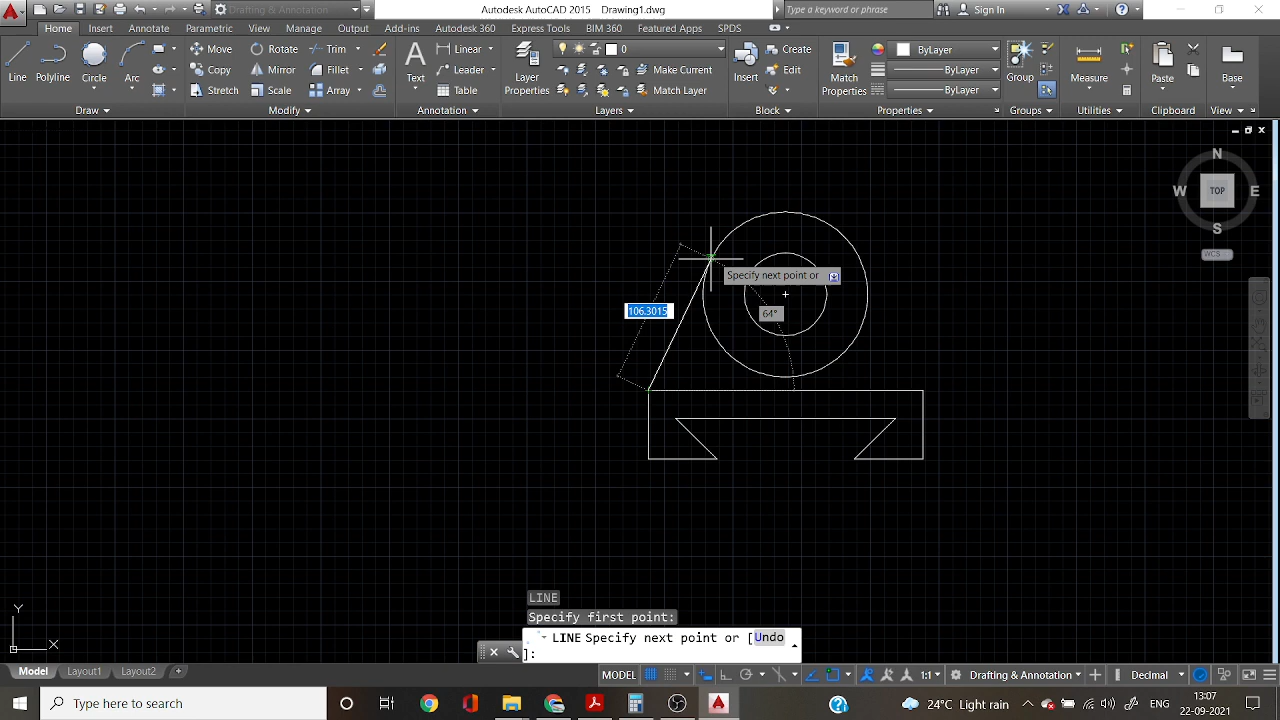 Drafting & Annotation
Autodesk AutoCAD 2015 Drawing1.dwg
Type a keyword or phrase
Sign In
Home Insert Annotate Parametric View Manage Output Add-ins Autodesk 360 Express Tools BIM 360 Featured Apps SPDS
Line Polyline Circle Arc
Draw
Move Rotate Trim
Copy Mirror Fillet
Stretch Scale Array
Modify
Text
Linear
Leader
Table
Annotation
Layer
Properties
0
Make Current
Match Layer
Layers
Insert
Create
Edit
Block
Match
Properties
ByLayer
ByLayer
ByLayer
Properties
Group
Groups
Measure
Utilities
Paste
Clipboard
Base
View
N
W TOP E
S
WCS
Specify next point or
106.3015
64°
LINE
Specify first point:
LINE Specify next point or [Undo
]:
Y
X
Model Layout1 Layout2 +
MODEL 1:1 Drafting & Annotation Decimal
Type here to search
24°C Light rain ENG 13:07
22-09-2021